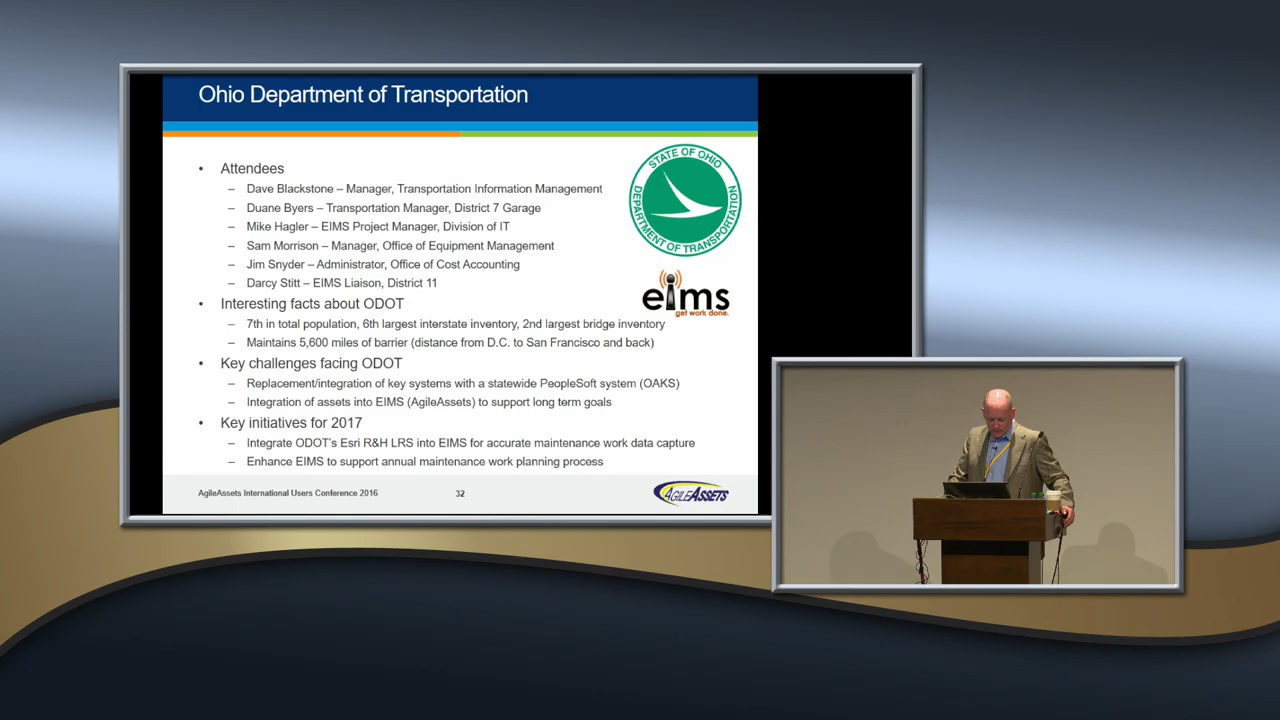 Ohio Department of Transportation
• Attendees
– Dave Blackstone – Manager, Transportation Information Management
– Duane Byers – Transportation Manager, District 7 Garage
– Mike Hagler – EIMS Project Manager, Division of IT
– Sam Morrison – Manager, Office of Equipment Management
– Jim Snyder – Administrator, Office of Cost Accounting
– Darcy Stitt – EIMS Liaison, District 11
• Interesting facts about ODOT
– 7th in total population, 6th largest interstate inventory, 2nd largest bridge inventory
– Maintains 5,600 miles of barrier (distance from D.C. to San Francisco and back)
• Key challenges facing ODOT
– Replacement/integration of key systems with a statewide PeopleSoft system (OAKS)
– Integration of assets into EIMS (AgileAssets) to support long term goals
• Key initiatives for 2017
– Integrate ODOT's Esri R&H LRS into EIMS for accurate maintenance work data capture
– Enhance EIMS to support annual maintenance work planning process
STATE OF OHIO
DEPARTMENT OF TRANSPORTATION
eims
get work done.
AgileAssets International Users Conference 2016
32
AGILEASSETS